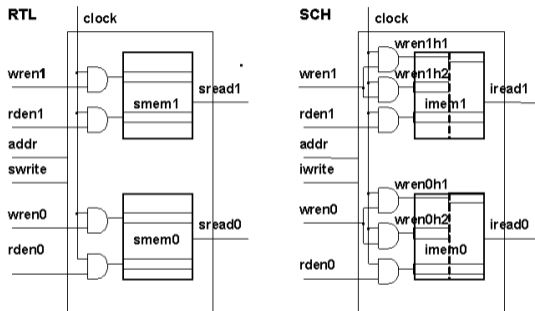 RTL
clock
wren1
smem1
sread1
rden1
addr
swrite
wren0
sread0
smem0
rden0
SCH
clock
wren1h1
wren1
wren1h2
imem1
iread1
rden1
addr
iwrite
wren0h1
wren0
wren0h2
iread0
imem0
rden0